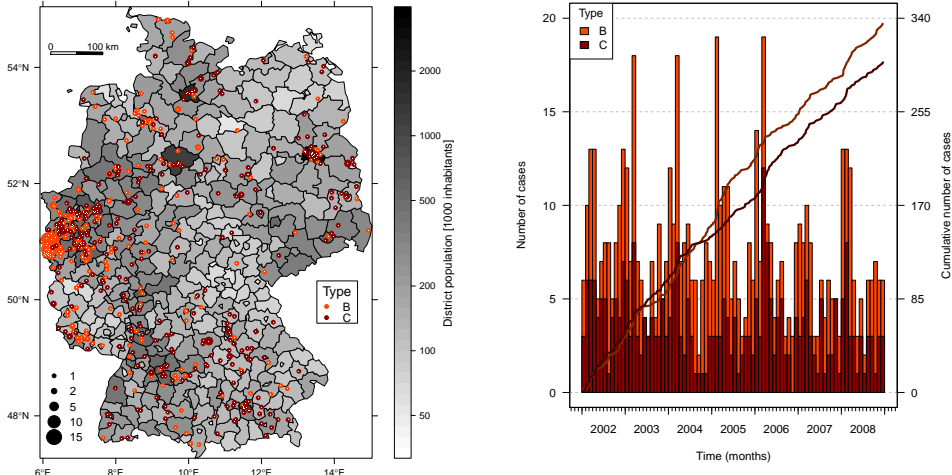 0 100 km
54°N
52°N
50°N
48°N
6°E 8°E 10°E 12°E 14°E
Type
B
C
1
2
5
10
15
2000
1000
500
200
100
50
District population [1000 inhabitants]
Type
B
C
20
15
10
5
0
Number of cases
340
255
170
85
0
Cumulative number of cases
2002 2003 2004 2005 2006 2007 2008
Time (months)